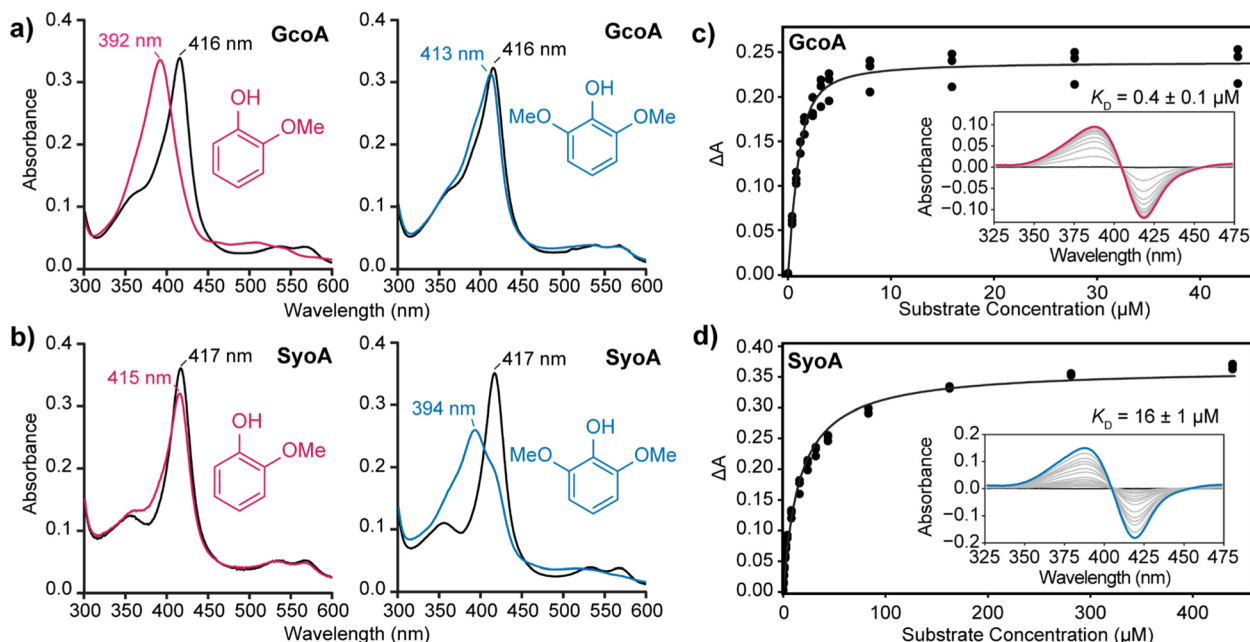 a)
GcoA
392 nm
416 nm
OH
OMe
Absorbance
0.4
0.3
0.2
0.1
0.0
300 350 400 450 500 550 600
Wavelength (nm)
GcoA
413 nm
416 nm
OH
MeO
OMe
0.4
0.3
0.2
0.1
0.0
300 350 400 450 500 550 600
b)
SyoA
417 nm
415 nm
OH
OMe
Absorbance
0.4
0.3
0.2
0.1
0.0
300 350 400 450 500 550 600
Wavelength (nm)
SyoA
417 nm
394 nm
OH
MeO
OMe
0.4
0.3
0.2
0.1
0.0
300 350 400 450 500 550 600
c)
GcoA
ΔA
0.25
0.20
0.15
0.10
0.05
0.00
0 10 20 30 40
Substrate Concentration (µM)
KD = 0.4 ± 0.1 µM
Absorbance
0.10
0.05
0.00
−0.05
−0.10
325 350 375 400 425 450 475
Wavelength (nm)
d)
SyoA
ΔA
0.40
0.35
0.30
0.25
0.20
0.15
0.10
0.05
0.00
0 100 200 300 400
Substrate Concentration (µM)
KD = 16 ± 1 µM
Absorbance
0.2
0.1
0.0
−0.1
−0.2
325 350 375 400 425 450 475
Wavelength (nm)